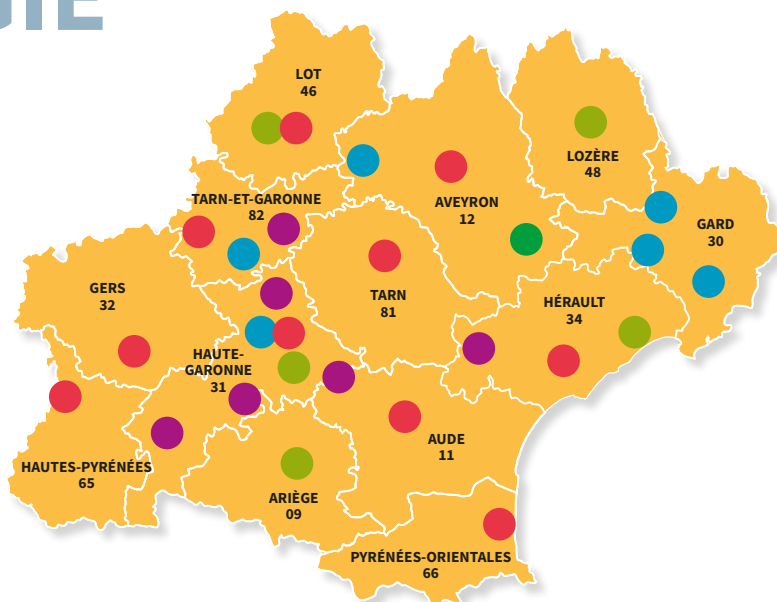 LOT
46
LOZÈRE
48
TARN-ET-GARONNE
82
AVEYRON
12
GARD
30
GERS
32
TARN
81
HÉRAULT
34
HAUTE-
GARONNE
31
AUDE
11
HAUTES-PYRÉNÉES
65
ARIÈGE
09
PYRÉNÉES-ORIENTALES
66